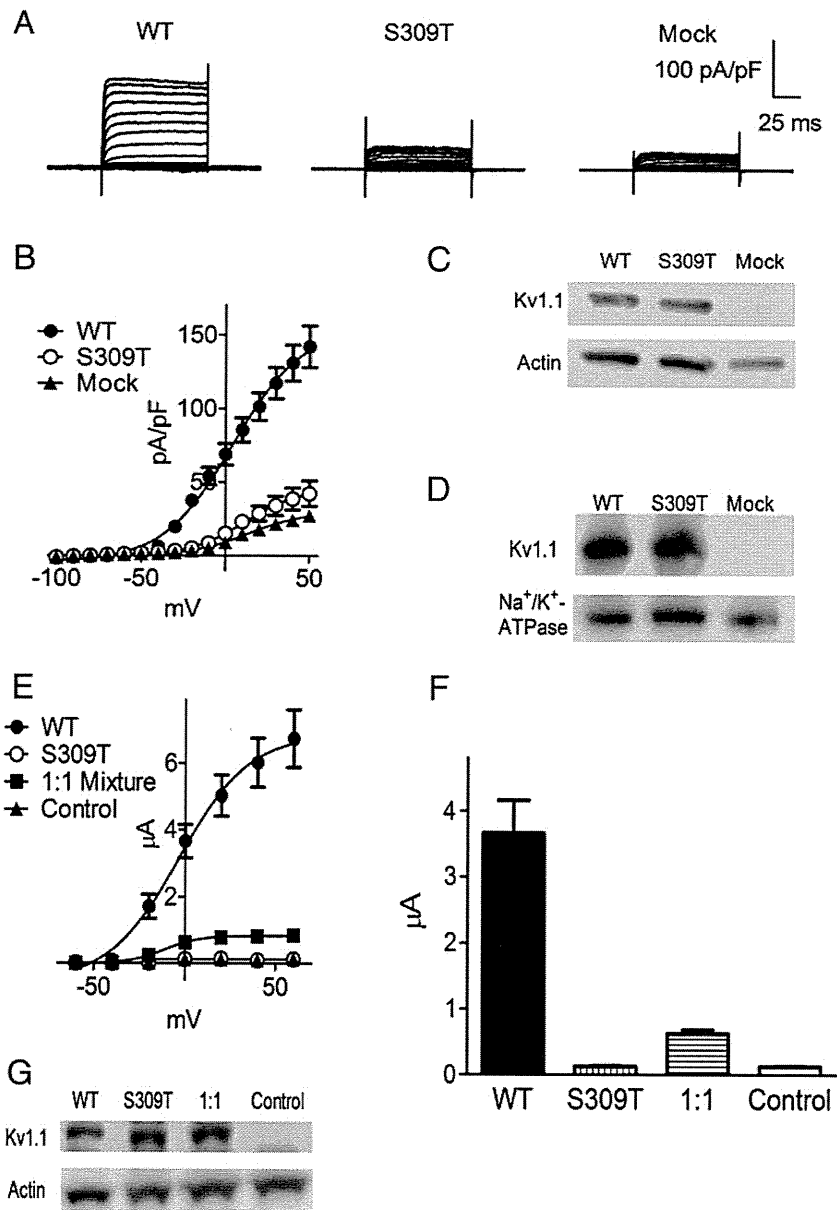 A
WT
S309T
Mock
100 pA/pF
25 ms
B
WT
S309T
Mock
pA/pF
150
100
50
-100
-50
50
mV
C
WT S309T Mock
Kv1.1
Actin
D
WT S309T Mock
Kv1.1
Na⁺/K⁺-
ATPase
E
WT
S309T
1:1 Mixture
Control
µA
6
4
2
-50
50
mV
F
µA
4
3
2
1
0
WT S309T 1:1 Control
G
WT S309T 1:1 Control
Kv1.1
Actin